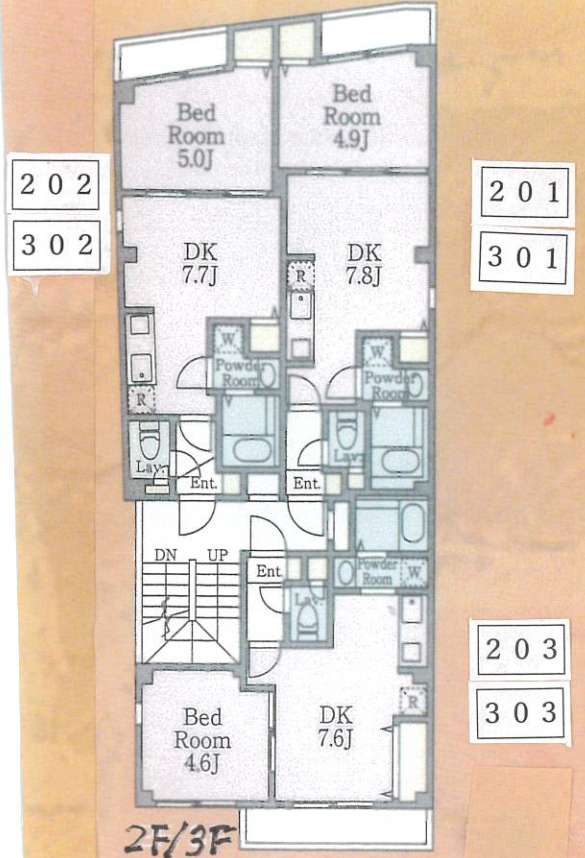 Bed
Room
5.0J
Bed
Room
4.9J
202
302
201
301
DK
7.7J
DK
7.8J
R
W
Powder
Room
W
Powder
Room
R
Lav.
Ent.
Lav.
Ent.
DN UP
Ent.
Lav.
Powder
Room
W
203
303
R
Bed
Room
4.6J
DK
7.6J
2F/3F